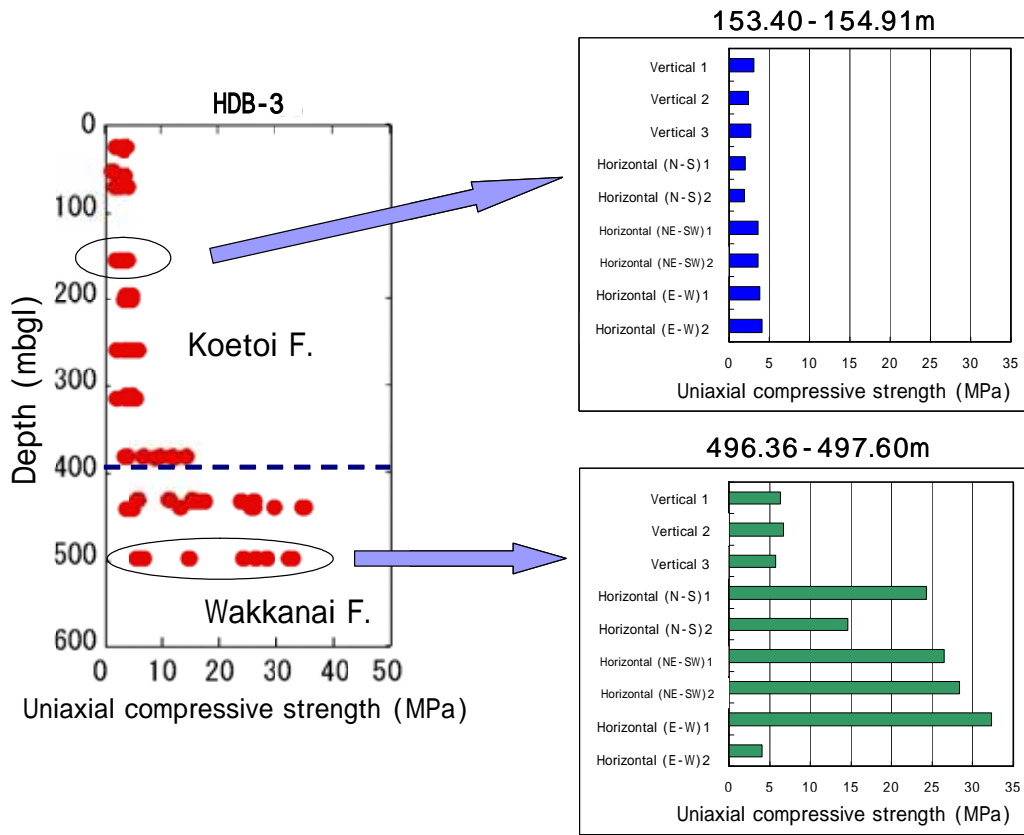 HDB-3
0
100
200
300
400
500
600
Depth (mbgl)
Koetoi F.
Wakkanai F.
0 10 20 30 40 50
Uniaxial compressive strength (MPa)
153.40-154.91m
Vertical 1
Vertical 2
Vertical 3
Horizontal (N-S)1
Horizontal (N-S)2
Horizontal (NE-SW)1
Horizontal (NE-SW)2
Horizontal (E-W)1
Horizontal (E-W)2
0 5 10 15 20 25 30 35
Uniaxial compressive strength (MPa)
496.36-497.60m
Vertical 1
Vertical 2
Vertical 3
Horizontal (N-S)1
Horizontal (N-S)2
Horizontal (NE-SW)1
Horizontal (NE-SW)2
Horizontal (E-W)1
Horizontal (E-W)2
0 5 10 15 20 25 30 35
Uniaxial compressive strength (MPa)